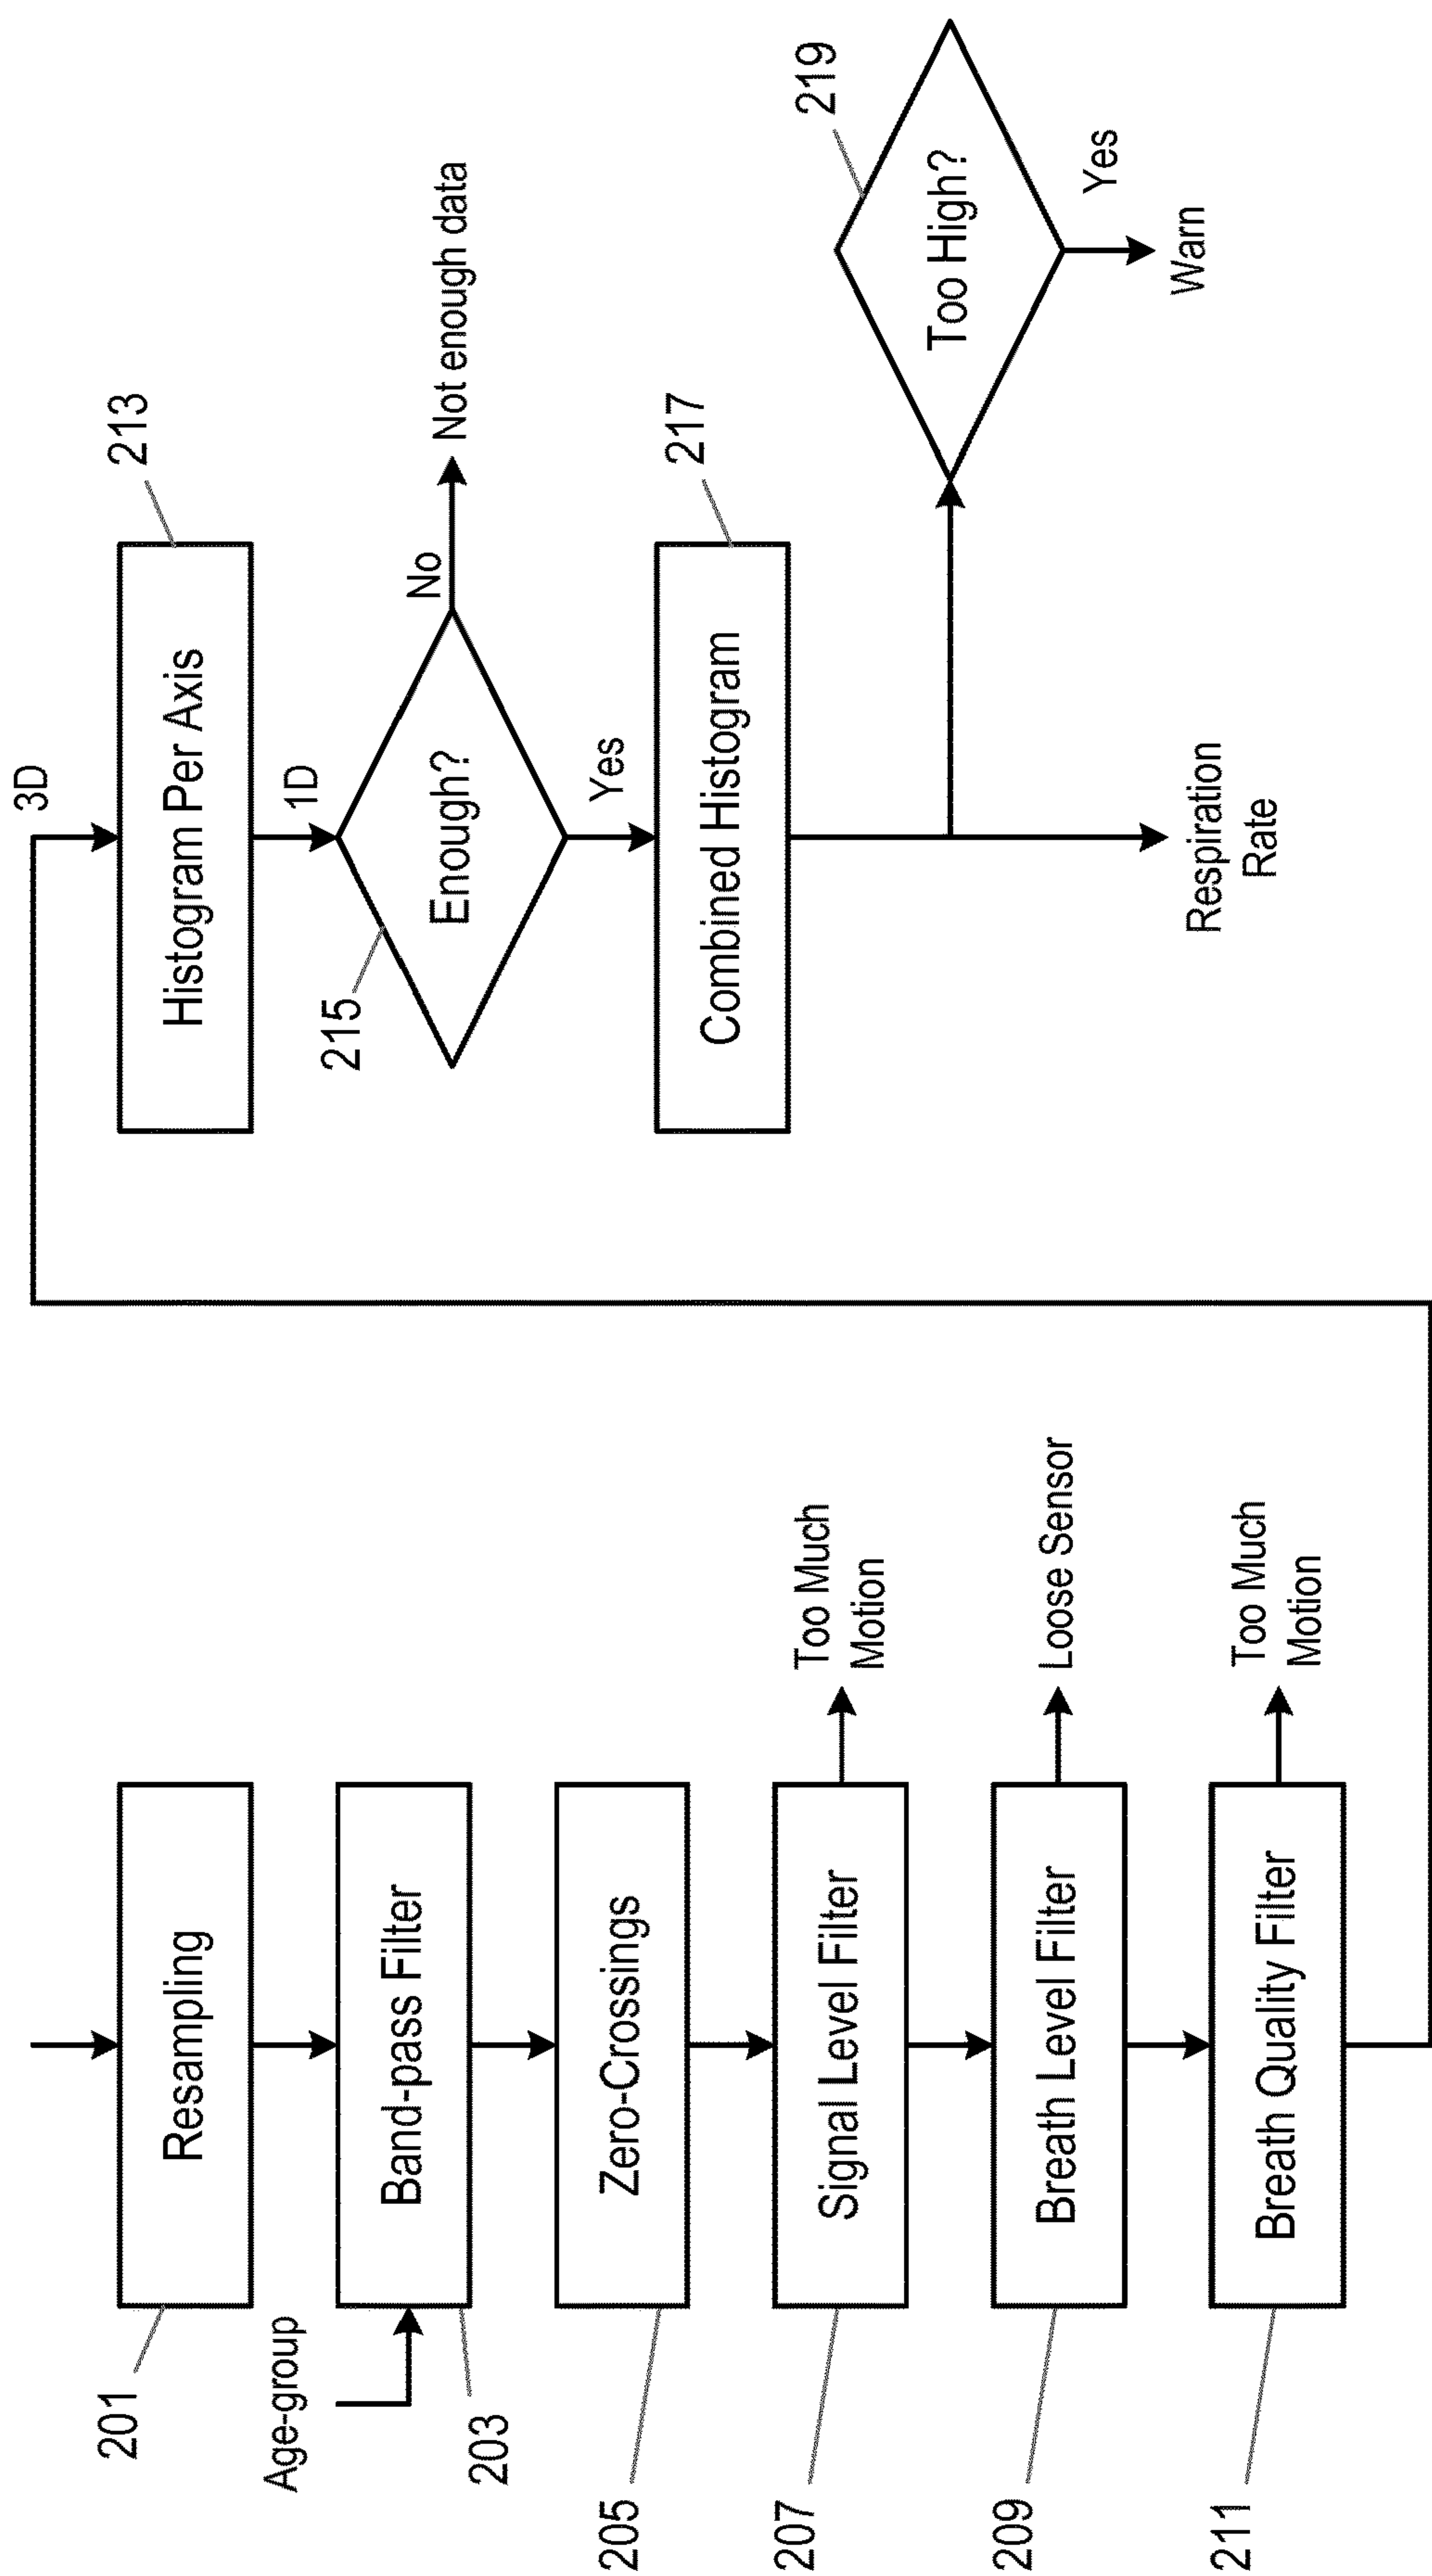 201
Resampling
Age-group
203
Band-pass Filter
205
Zero-Crossings
207
Signal Level Filter
Too Much
Motion
209
Breath Level Filter
Loose Sensor
211
Breath Quality Filter
Too Much
Motion
3D
213
Histogram Per Axis
1D
215
Enough?
No
Not enough data
Yes
217
Combined Histogram
219
Too High?
Yes
Warn
Respiration
Rate